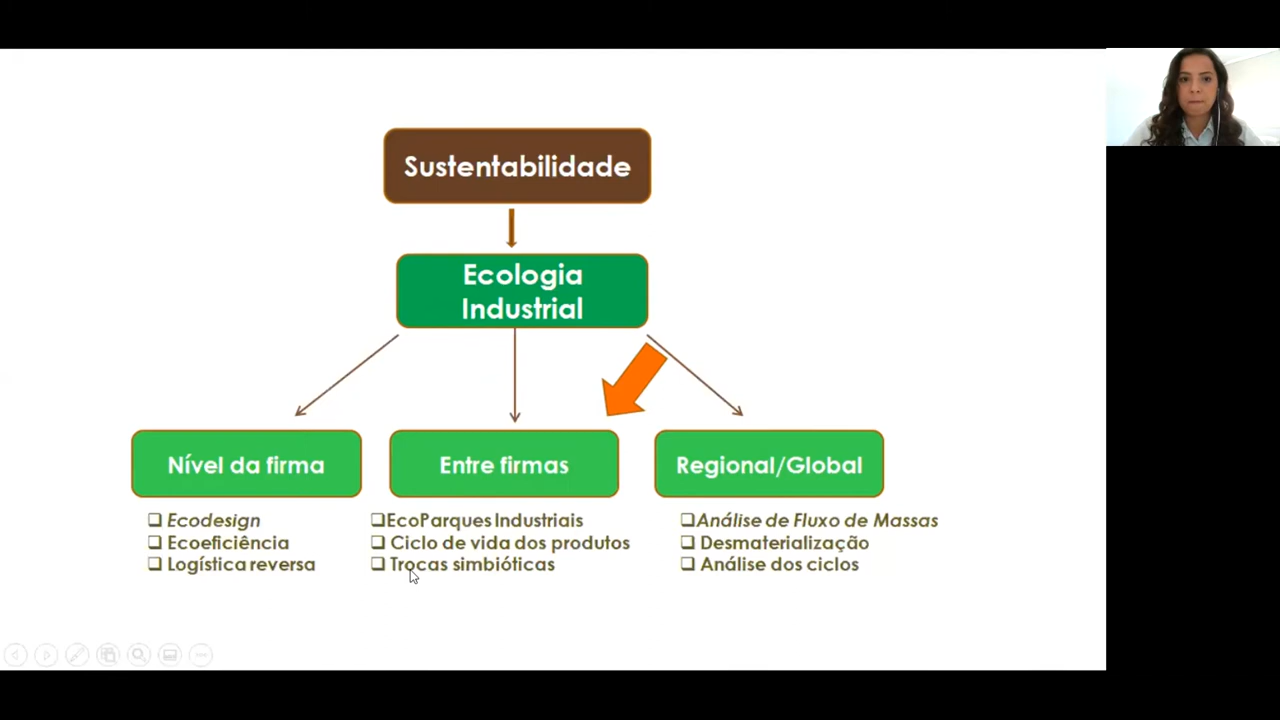 Sustentabilidade
Ecologia
Industrial
Nível da firma
Entre firmas
Regional/Global
Ecodesign
Ecoeficiência
Logística reversa
EcoParques Industriais
Ciclo de vida dos produtos
Trocas simbióticas
Análise de Fluxo de Massas
Desmaterialização
Análise dos ciclos